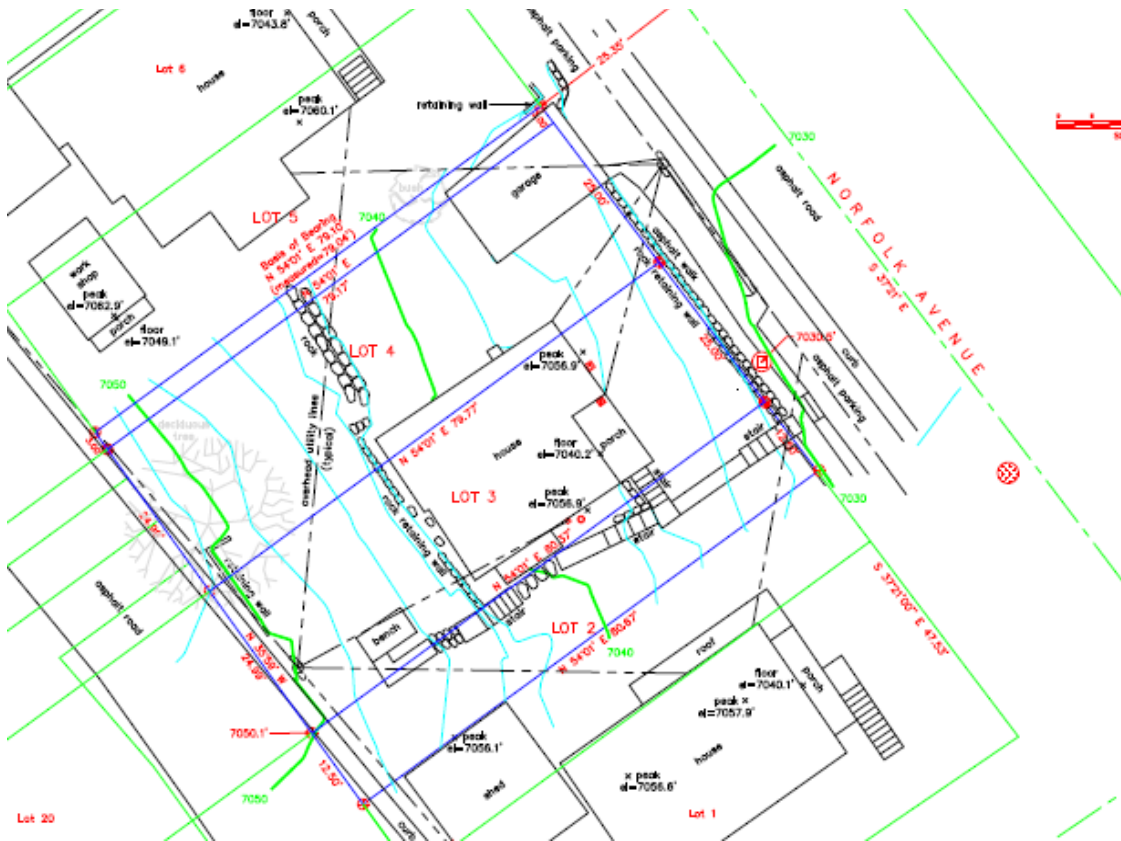 floor
el=7043.8'
porch
Lot 6
house
peak
el=7060.1'
retaining wall
asphalt parking
25.35'
7030
asphalt road
NORFOLK AVENUE
S 37'21' E
garage
25.00'
bush
LOT 5
7040
Basis of Bearing
N 54'01' E 79.10'
(measured=79.04')
54'01' E
79.17'
work
shop
peak
el=7062.9'
porch
floor
el=7049.1'
asphalt walk
rock retaining wall
25.00'
7030.5'
curb
asphalt parking
rock
LOT 4
peak
el=7056.9'
7050
deciduous
tree
overhead utility lines
(typical)
N 54'01' E 79.77'
house
floor
el=7040.2'
porch
stair
stair
7030
LOT 3
peak
el=7056.9'
rock retaining wall
stair
N 54'01' E 80.37'
retaining wall
asphalt road
N 35'59' W
24.99'
bench
stair
LOT 2
N 54'01' E 80.67'
7040
S 37'21'00" E 47.53'
roof
floor
el=7040.1'
porch
peak
el=7057.9'
house
7050.1'
12.50'
7050
peak
el=7056.1'
shed
peak
el=7056.8'
Lot 1
Lot 20
curb